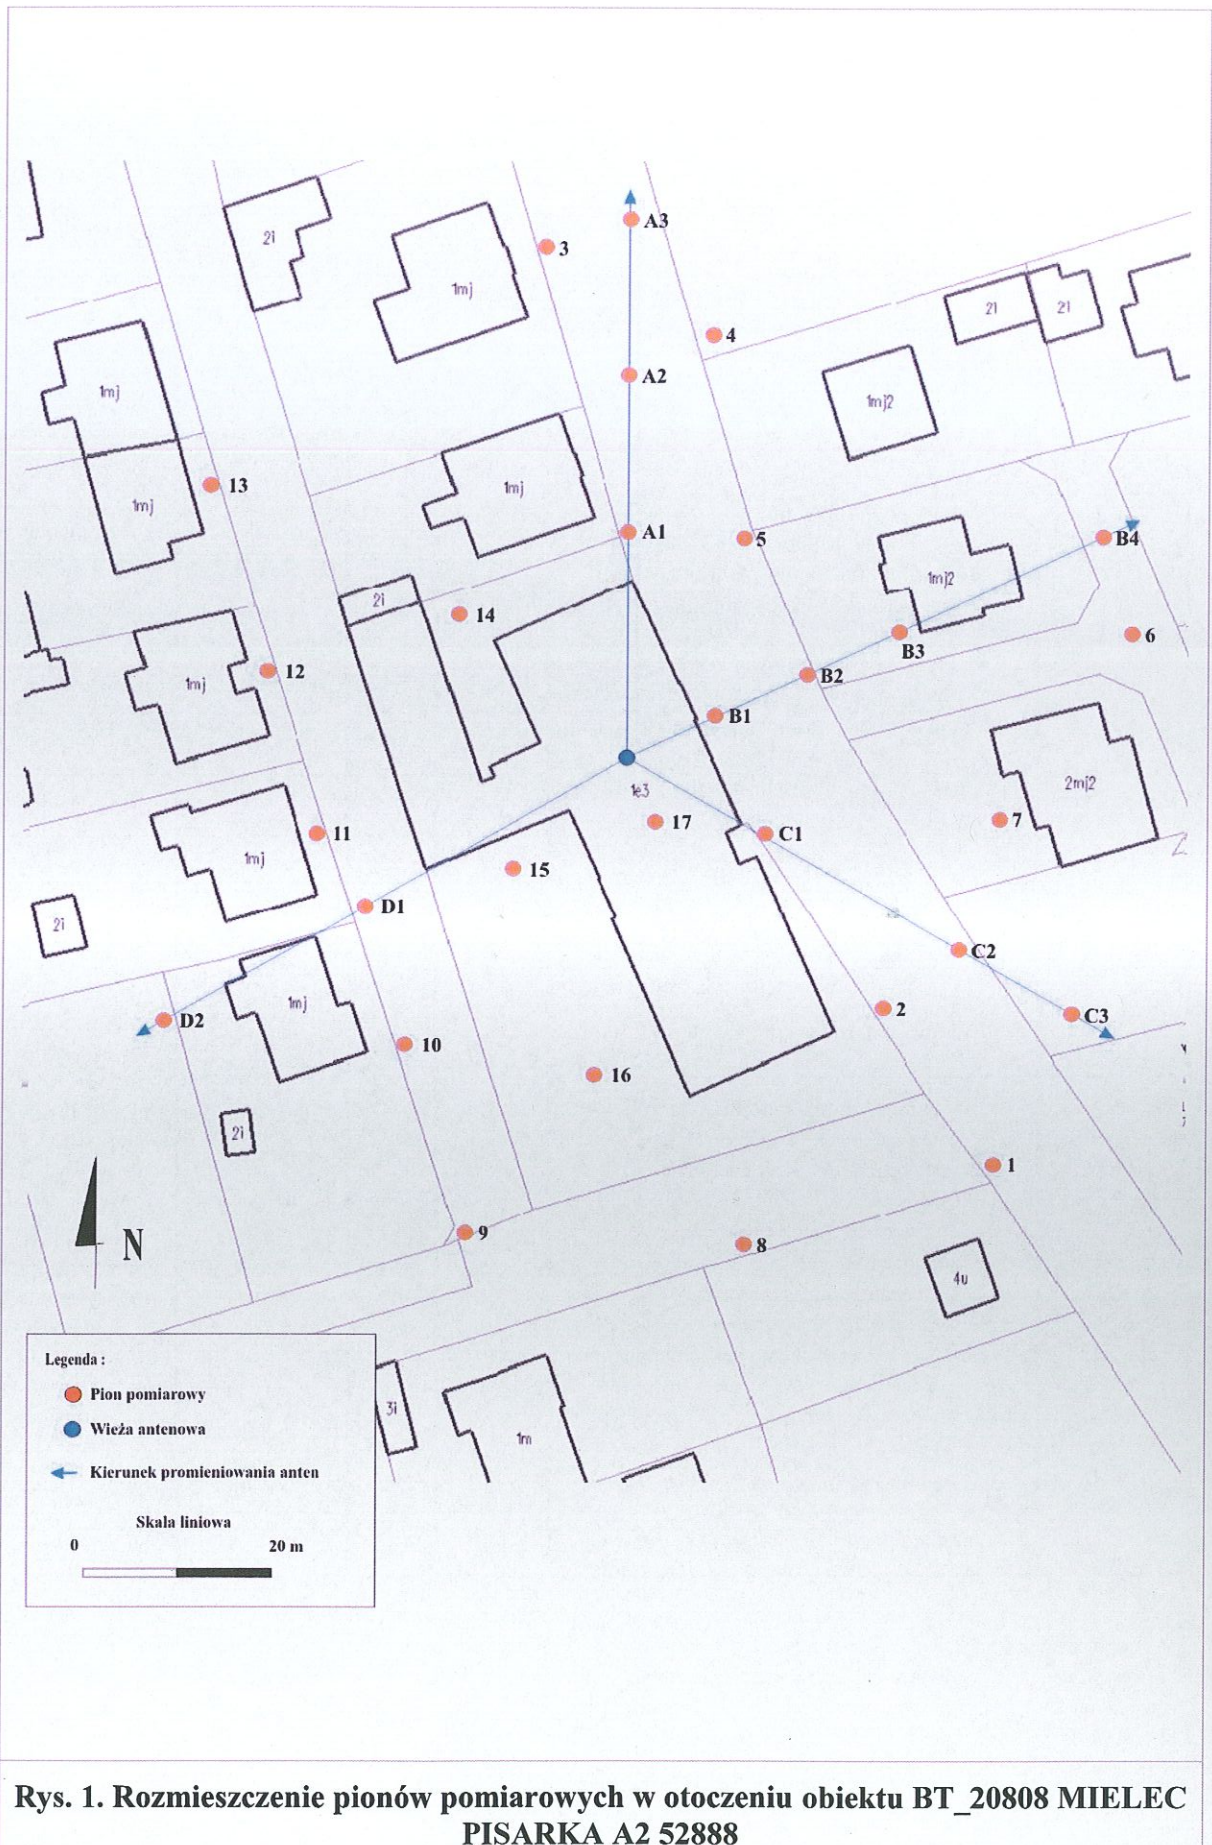 A3
2i
3
1mj
2i
2i
4
A2
1mj
1mj2
13
1mj
1mj
A1
5
B4
1mj2
2i
14
6
B3
12
B2
1mj
B1
1e3
2mj2
17
7
11
C1
1mj
15
D1
2i
C2
1mj
2
C3
D2
10
16
2i
1
9
8
4u
N
Legenda :
Pion pomiarowy
Wieża antenowa
Kierunek promieniowania anten
Skala liniowa
0 20 m
3i
1m
Rys. 1. Rozmieszczenie pionów pomiarowych w otoczeniu obiektu BT_20808 MIELEC
PISARKA A2 52888